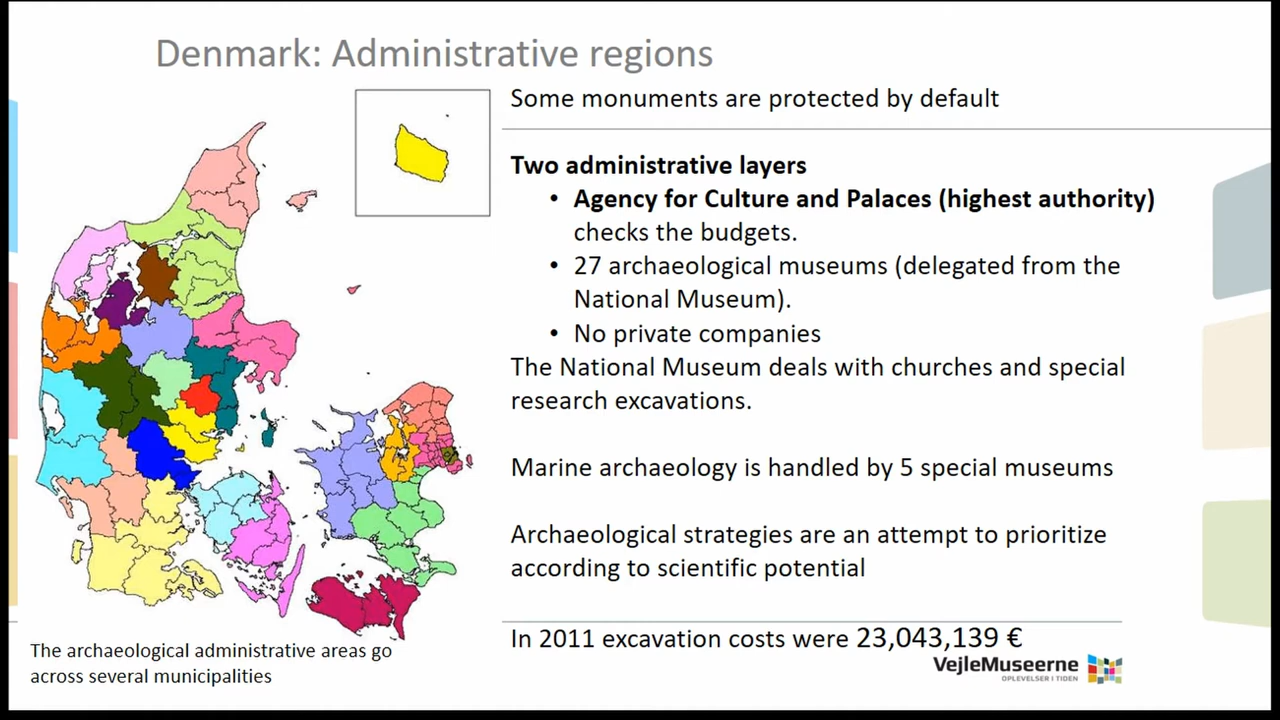 Denmark: Administrative regions
Some monuments are protected by default
Two administrative layers
• Agency for Culture and Palaces (highest authority)
checks the budgets.
• 27 archaeological museums (delegated from the
National Museum).
• No private companies
The National Museum deals with churches and special
research excavations.
Marine archaeology is handled by 5 special museums
Archaeological strategies are an attempt to prioritize
according to scientific potential
In 2011 excavation costs were 23,043,139 €
The archaeological administrative areas go
across several municipalities
VejleMuseerne
OPLEVELSER I TIDEN